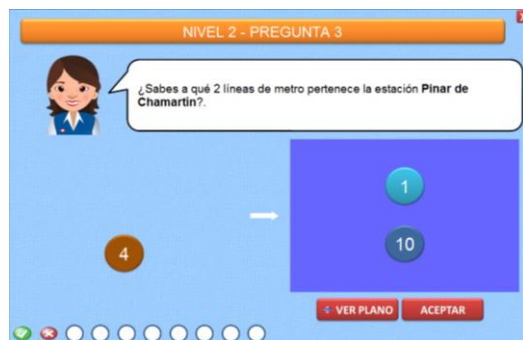 NIVEL 2 - PREGUNTA 3
¿Sabes a qué 2 líneas de metro pertenece la estación Pinar de
Chamartin?.
1
4
10
VER PLANO
ACEPTAR